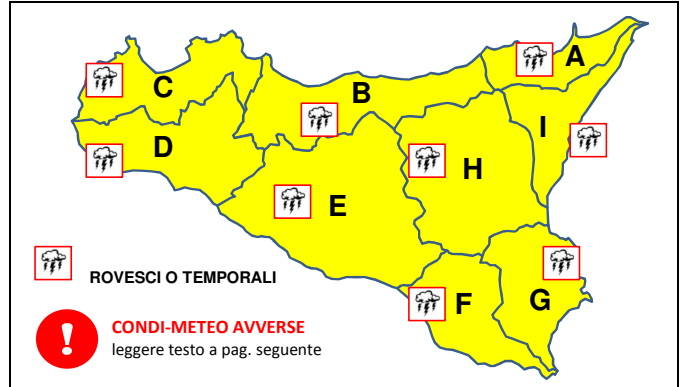 A
C
B
I
D
H
E
F
G
ROVESCI O TEMPORALI
CONDI-METEO AVVERSE
leggere testo a pag. seguente